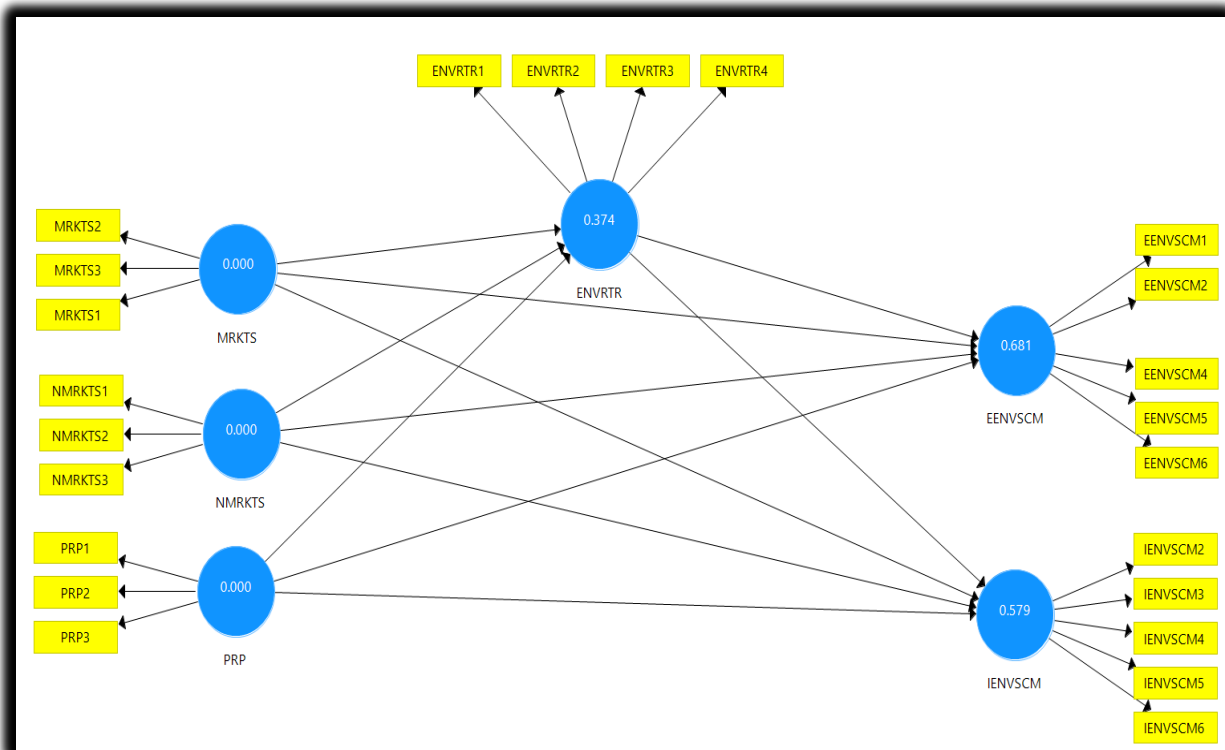 ENVRTR1 ENVRTR2 ENVRTR3 ENVRTR4
0.374
ENVRTR
MRKTS2
MRKTS3
MRKTS1
0.000
MRKTS
NMRKTS1
NMRKTS2
NMRKTS3
0.000
NMRKTS
PRP1
PRP2
PRP3
0.000
PRP
EENVSCM1
EENVSCM2
EENVSCM4
EENVSCM5
EENVSCM6
0.681
EENVSCM
IENVSCM2
IENVSCM3
IENVSCM4
IENVSCM5
IENVSCM6
0.579
IENVSCM